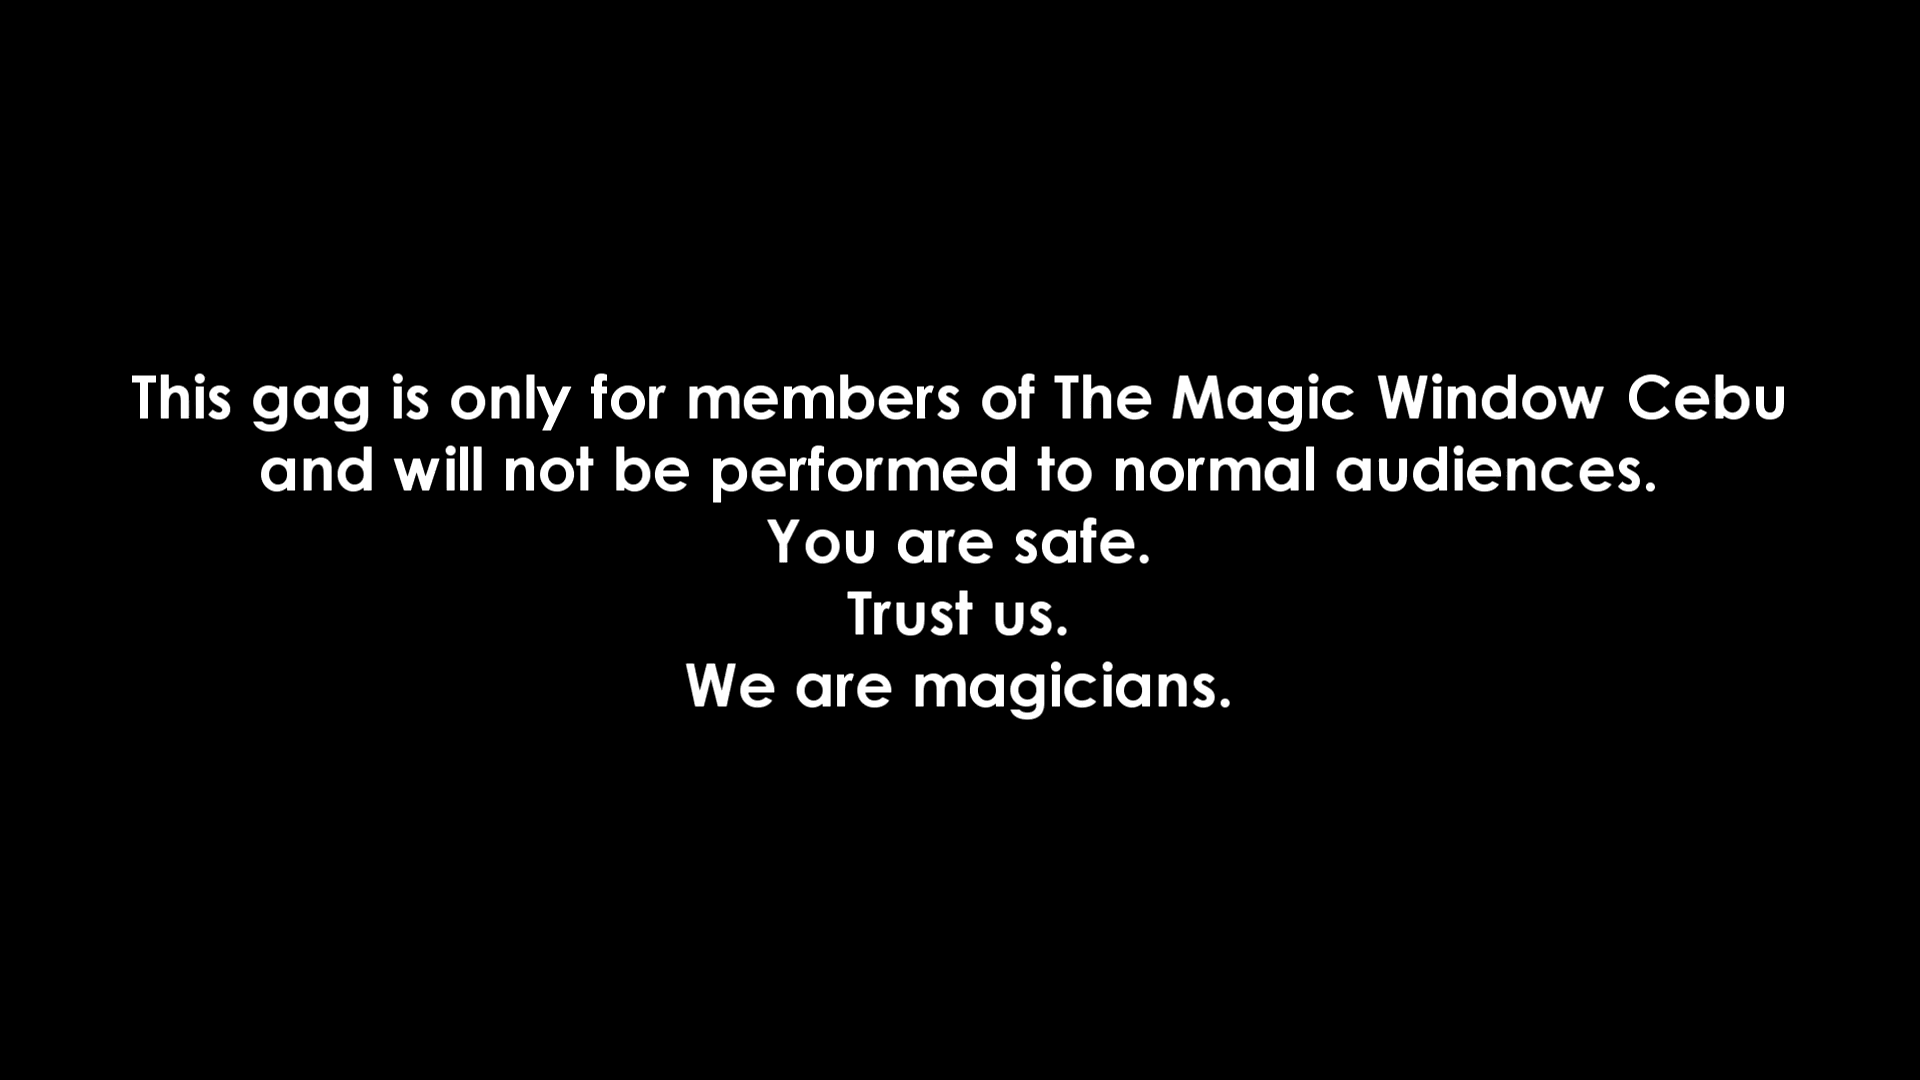 This gag is only for members of The Magic Window Cebu
and will not be performed to normal audiences.
You are safe.
Trust us.
We are magicians.